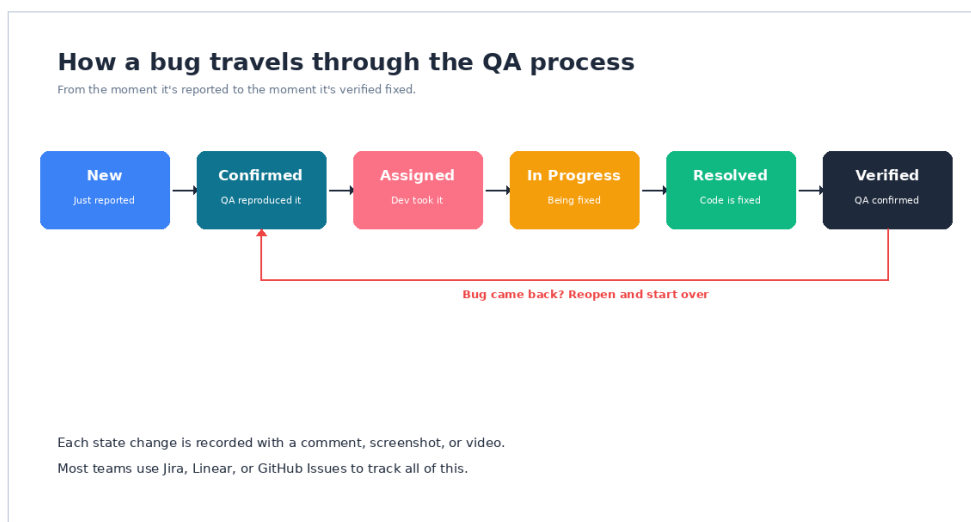 How a bug travels through the QA process
From the moment it's reported to the moment it's verified fixed.
New
Just reported
Confirmed
QA reproduced it
Assigned
Dev took it
In Progress
Being fixed
Resolved
Code is fixed
Verified
QA confirmed
Bug came back? Reopen and start over
Each state change is recorded with a comment, screenshot, or video.
Most teams use Jira, Linear, or GitHub Issues to track all of this.